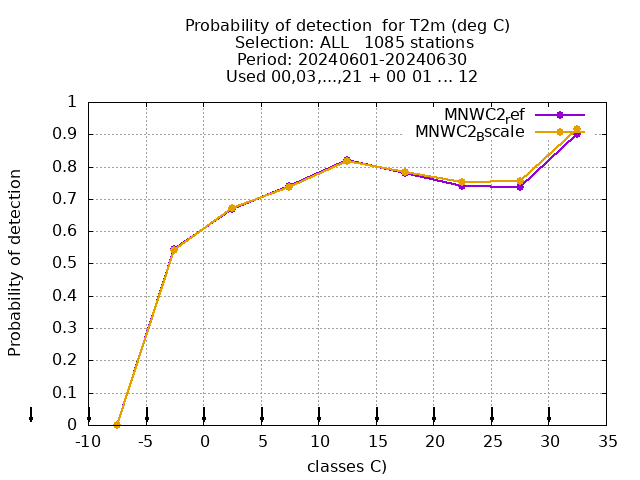 Probability of detection  for T2m (deg C)
Selection: ALL   1085 stations
Period: 20240601-20240630
Used 00,03,...,21 + 00 01 ... 12
MNWC2ref
MNWC2Bscale
Probability of detection
1
0.9
0.8
0.7
0.6
0.5
0.4
0.3
0.2
0.1
0
-10 -5 0 5 10 15 20 25 30 35
classes C)